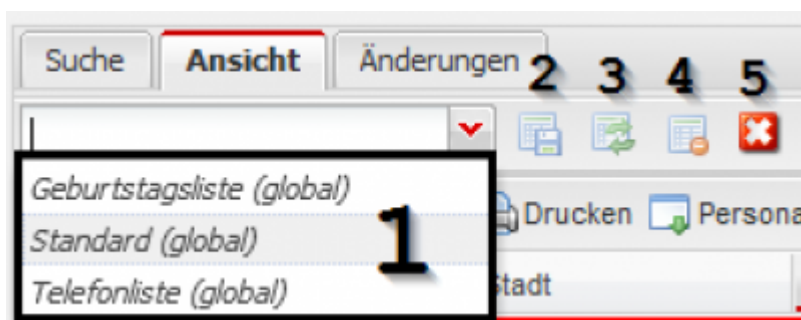 Suche Ansicht Änderungen
2 3 4 5
Geburtstagsliste (global)
1
Standard (global)
Drucken Persona
Telefonliste (global)
Stadt